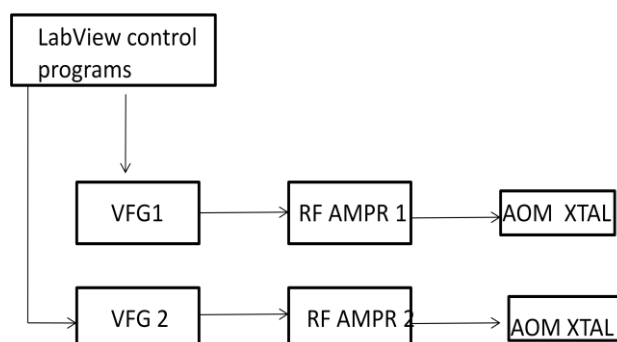 LabView control
programs
VFG1
RF AMPR 1
AOM XTAL
VFG 2
RF AMPR 2
AOM XTAL